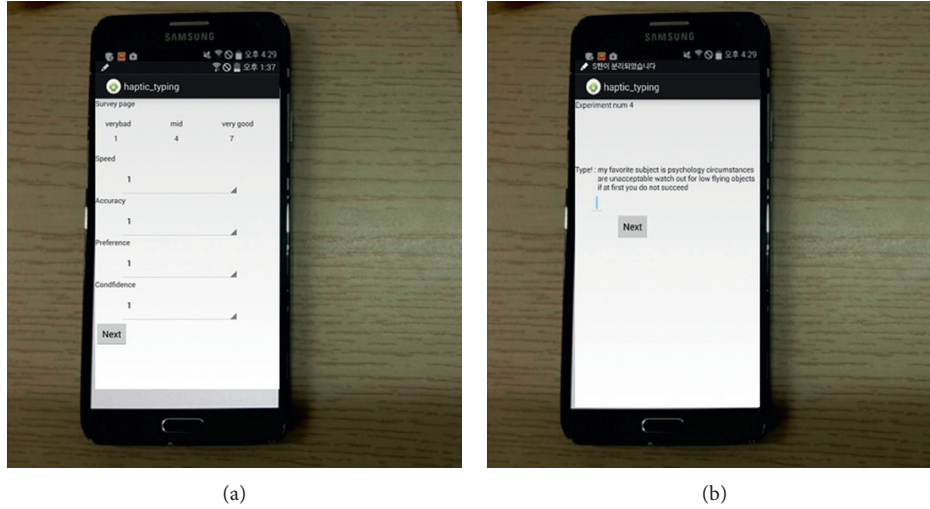 SAMSUNG
오후 4:29
오후 1:37
haptic_typing
Survey page
verybad mid very good
1 4 7
Speed
1
Accuracy
1
Preference
1
Condfidence
1
Next
(a)
SAMSUNG
오후 4:29
S펜이 분리되었습니다
haptic_typing
Experiment num 4
Type! : my favorite subject is psychology circumstances
are unacceptable watch out for low flying objects
if at first you do not succeed
Next
(b)